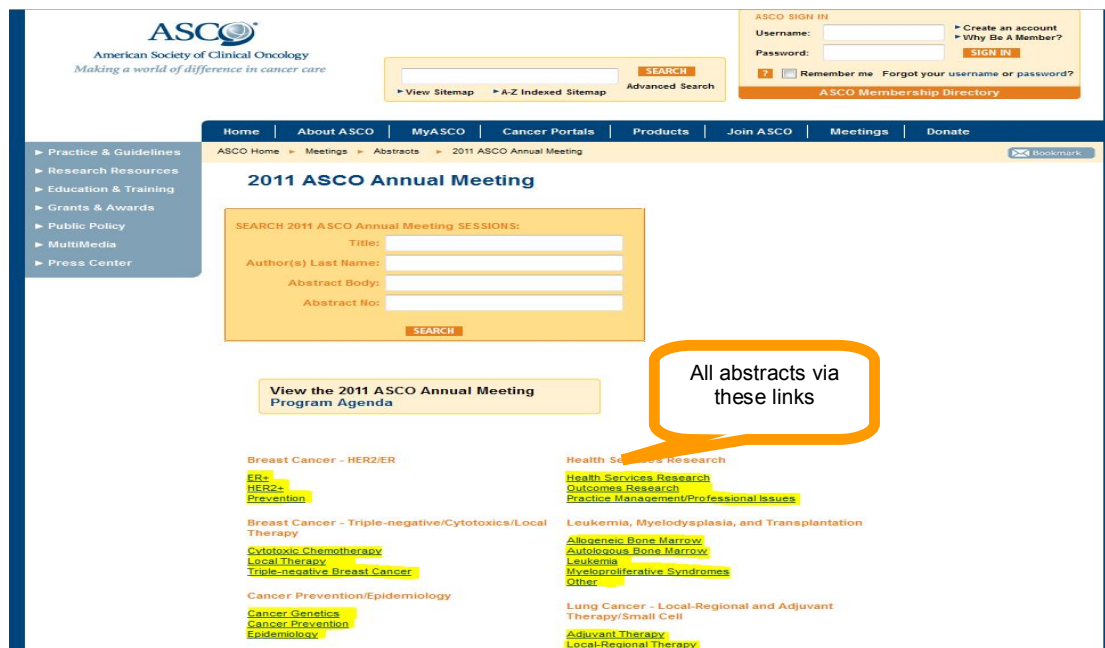 ASCO
American Society of Clinical Oncology
Making a world of difference in cancer care
SEARCH
►View Sitemap ►A-Z Indexed Sitemap Advanced Search
ASCO SIGN IN
Username:
►Create an account
►Why Be A Member?
Password:
SIGN IN
? Remember me Forgot your username or password?
ASCO Membership Directory
Home | About ASCO | MyASCO | Cancer Portals | Products | Join ASCO | Meetings | Donate
► Practice & Guidelines
► Research Resources
► Education & Training
► Grants & Awards
► Public Policy
► MultiMedia
► Press Center
ASCO Home ► Meetings ► Abstracts ► 2011 ASCO Annual Meeting
Bookmark
2011 ASCO Annual Meeting
SEARCH 2011 ASCO Annual Meeting SESSIONS:
Title:
Author(s) Last Name:
Abstract Body:
Abstract No:
SEARCH
View the 2011 ASCO Annual Meeting
Program Agenda
All abstracts via
these links
Breast Cancer - HER2/ER
ER+
HER2+
Prevention
Breast Cancer - Triple-negative/Cytotoxics/Local
Therapy
Cytotoxic Chemotherapy
Local Therapy
Triple-negative Breast Cancer
Cancer Prevention/Epidemiology
Cancer Genetics
Cancer Prevention
Epidemiology
Health Services Research
Health Services Research
Outcomes Research
Practice Management/Professional Issues
Leukemia, Myelodysplasia, and Transplantation
Allogeneic Bone Marrow
Autologous Bone Marrow
Leukemia
Myeloproliferative Syndromes
Other
Lung Cancer - Local-Regional and Adjuvant
Therapy/Small Cell
Adjuvant Therapy
Local-Regional Therapy